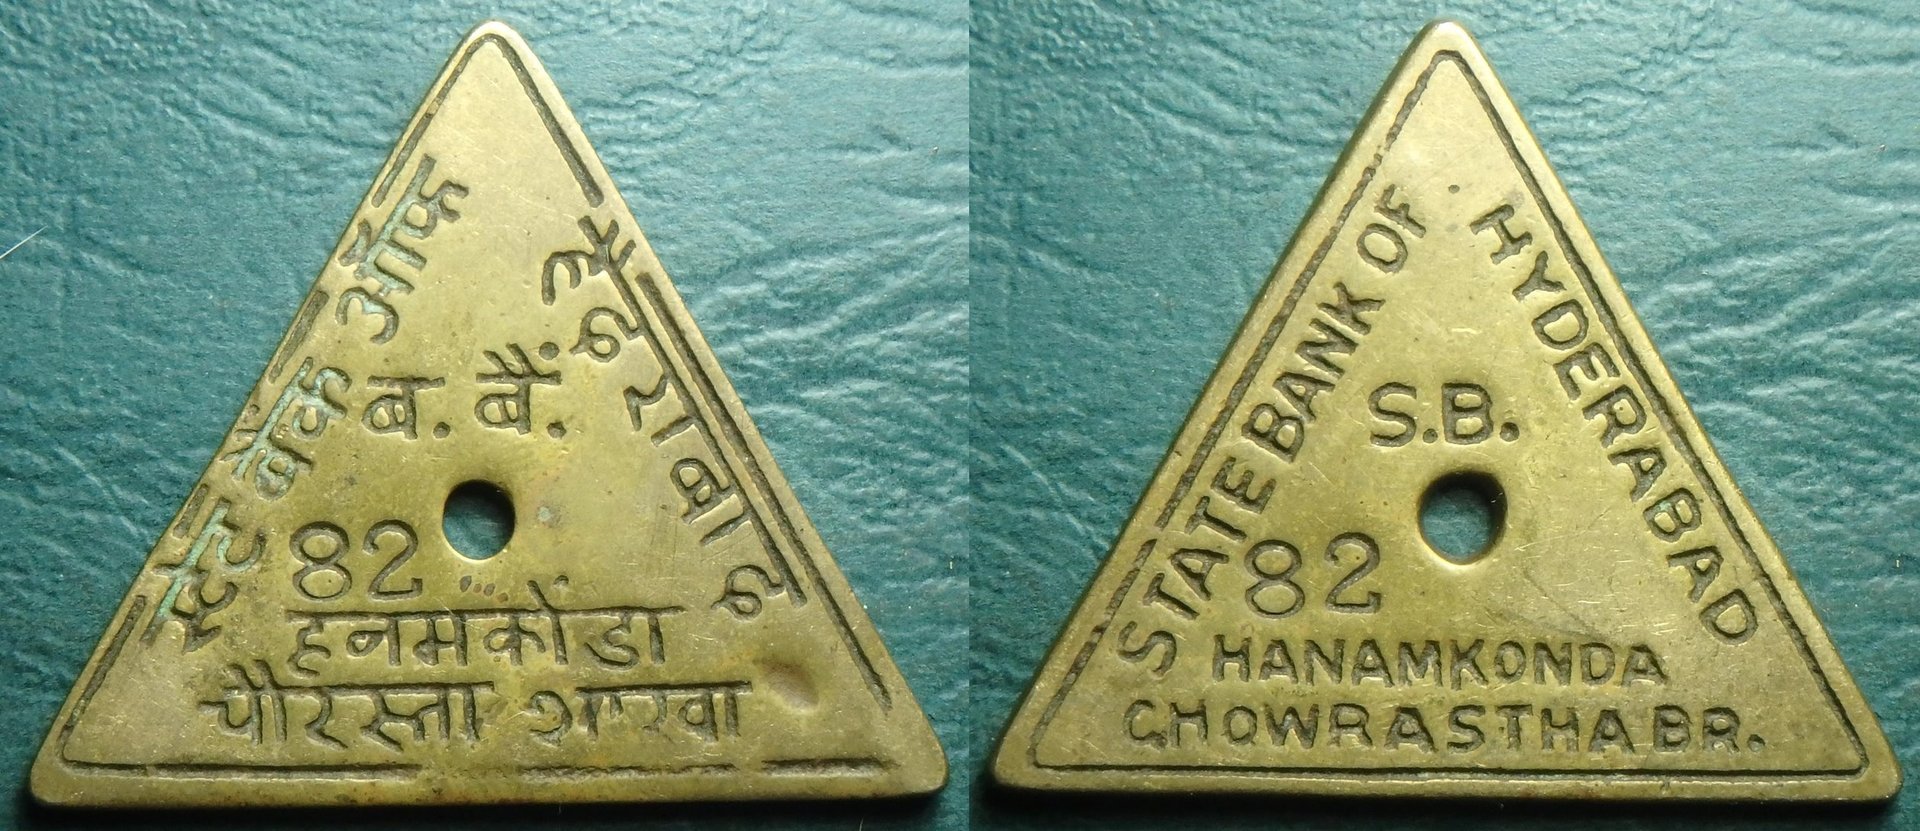 स्टेट बैंक ऑफ
हैदराबाद
ब. बैं.
82
हनमकोंडा
चौरस्ता शाखा
STATE BANK OF
HYDERABAD
S.B.
82
HANAMKONDA
CHOWRASTHA BR.